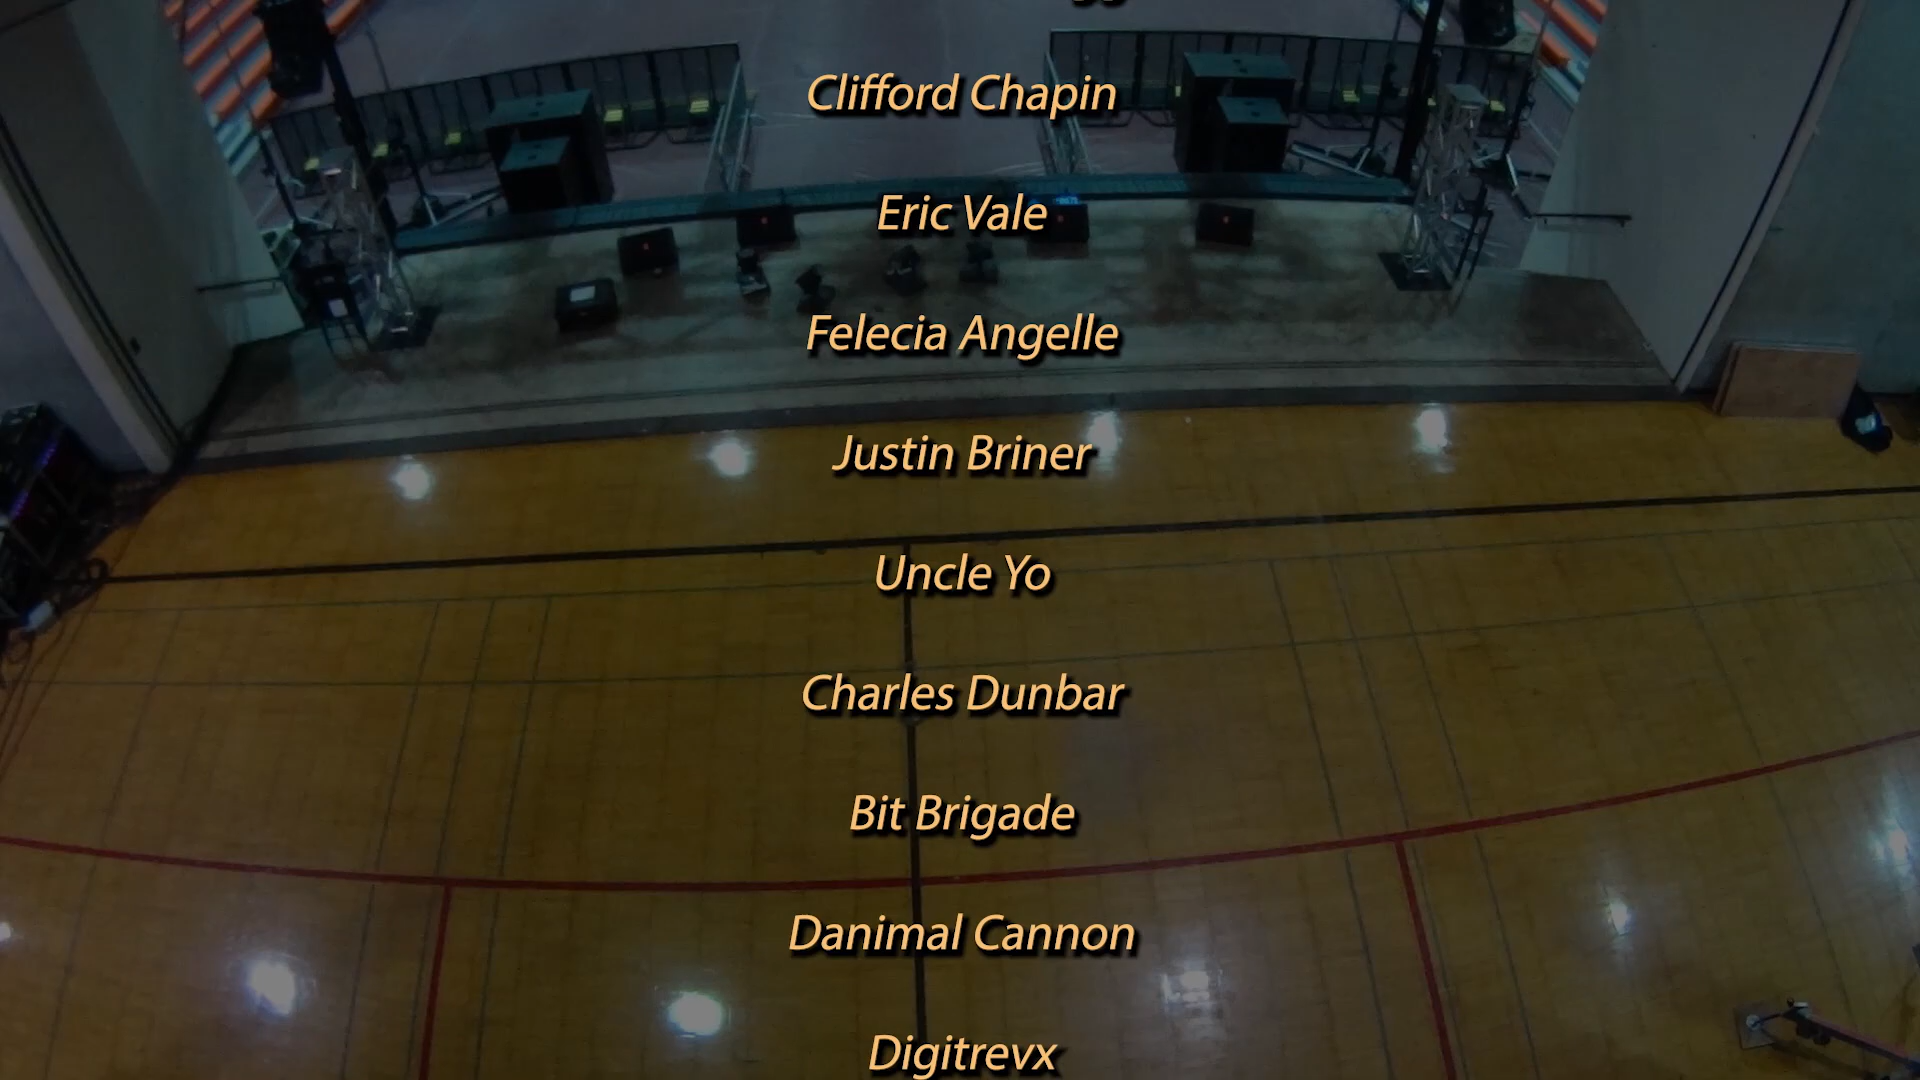 Clifford Chapin
Eric Vale
Felecia Angelle
Justin Briner
Uncle Yo
Charles Dunbar
Bit Brigade
Danimal Cannon
Digitrevx